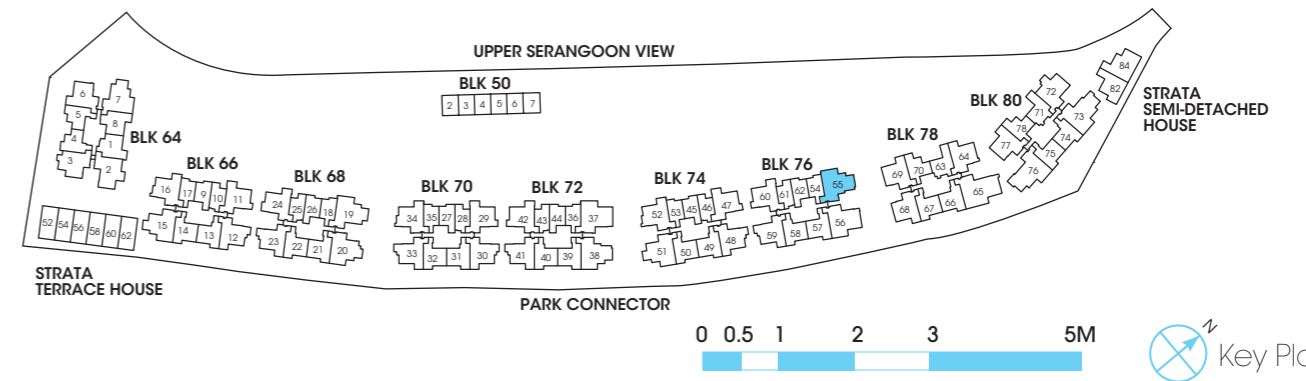 UPPER SERANGOON VIEW
BLK 50
2 3 4 5 6 7
BLK 64
6 7
5 8
4 1
3 2
BLK 66
16 17 9 10 11
15 14 13 12
BLK 68
24 25 26 18 19
23 22 21 20
BLK 70
34 35 27 28 29
33 32 31 30
BLK 72
42 43 44 36 37
41 40 39 38
BLK 74
52 53 45 46 47
51 50 49 48
BLK 76
60 61 62 54 55
59 58 57 56
BLK 78
69 70 63 64
68 67 66 65
BLK 80
72
71 73
78 74
77 75
76
84
82
STRATA
SEMI-DETACHED
HOUSE
52 54 56 58 60 62
STRATA
TERRACE HOUSE
PARK CONNECTOR
0 0.5 1 2 3 5M
N
Key Pla